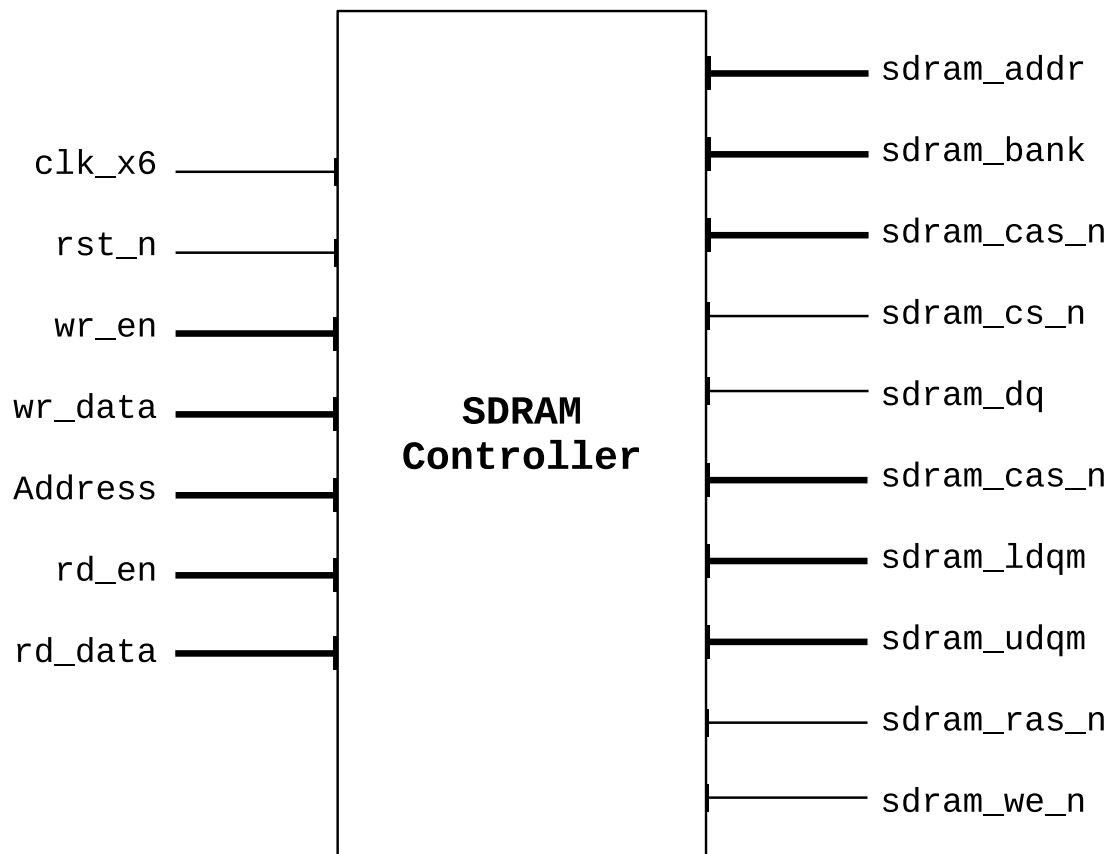 clk_x6
rst_n
wr_en
wr_data
Address
rd_en
rd_data
SDRAM
Controller
sdram_addr
sdram_bank
sdram_cas_n
sdram_cs_n
sdram_dq
sdram_cas_n
sdram_ldqm
sdram_udqm
sdram_ras_n
sdram_we_n